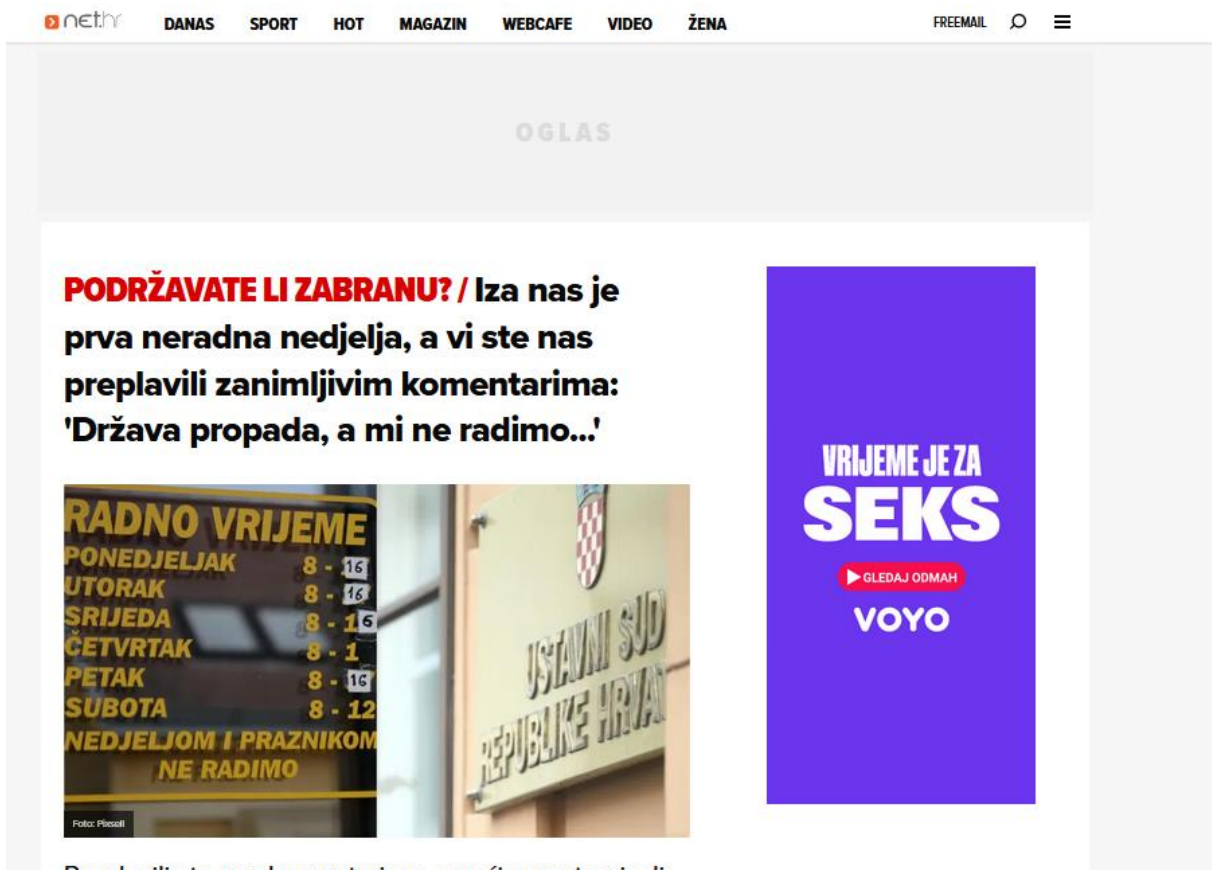 net.hr
DANAS SPORT HOT MAGAZIN WEBCAFE VIDEO ŽENA
FREEMAIL
OGLAS
PODRŽAVATE LI ZABRANU? / Iza nas je
prva neradna nedjelja, a vi ste nas
preplavili zanimljivim komentarima:
'Država propada, a mi ne radimo...'
RADNO VRIJEME
PONEDJELJAK 8 - 16
UTORAK 8 - 16
SRIJEDA 8 - 16
ČETVRTAK 8 - 1
PETAK 8 - 16
SUBOTA 8 - 12
NEDJELJOM I PRAZNIKOM
NE RADIMO
USTAVNI SUD
REPUBLIKE HRVAT
Foto: Pixsell
VRIJEME JE ZA
SEKS
GLEDAJ ODMAH
VOYO